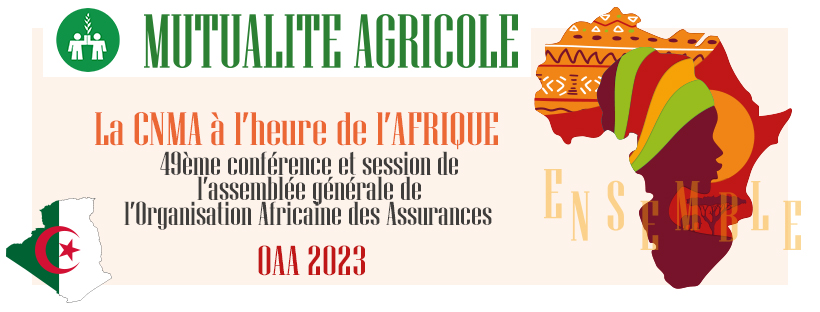 MUTUALITE AGRICOLE
La CNMA à l'heure de l'AFRIQUE
49ème conférence et session de
l'assemblée générale de
l'Organisation Africaine des Assurances
OAA 2023
ENSEMBLE